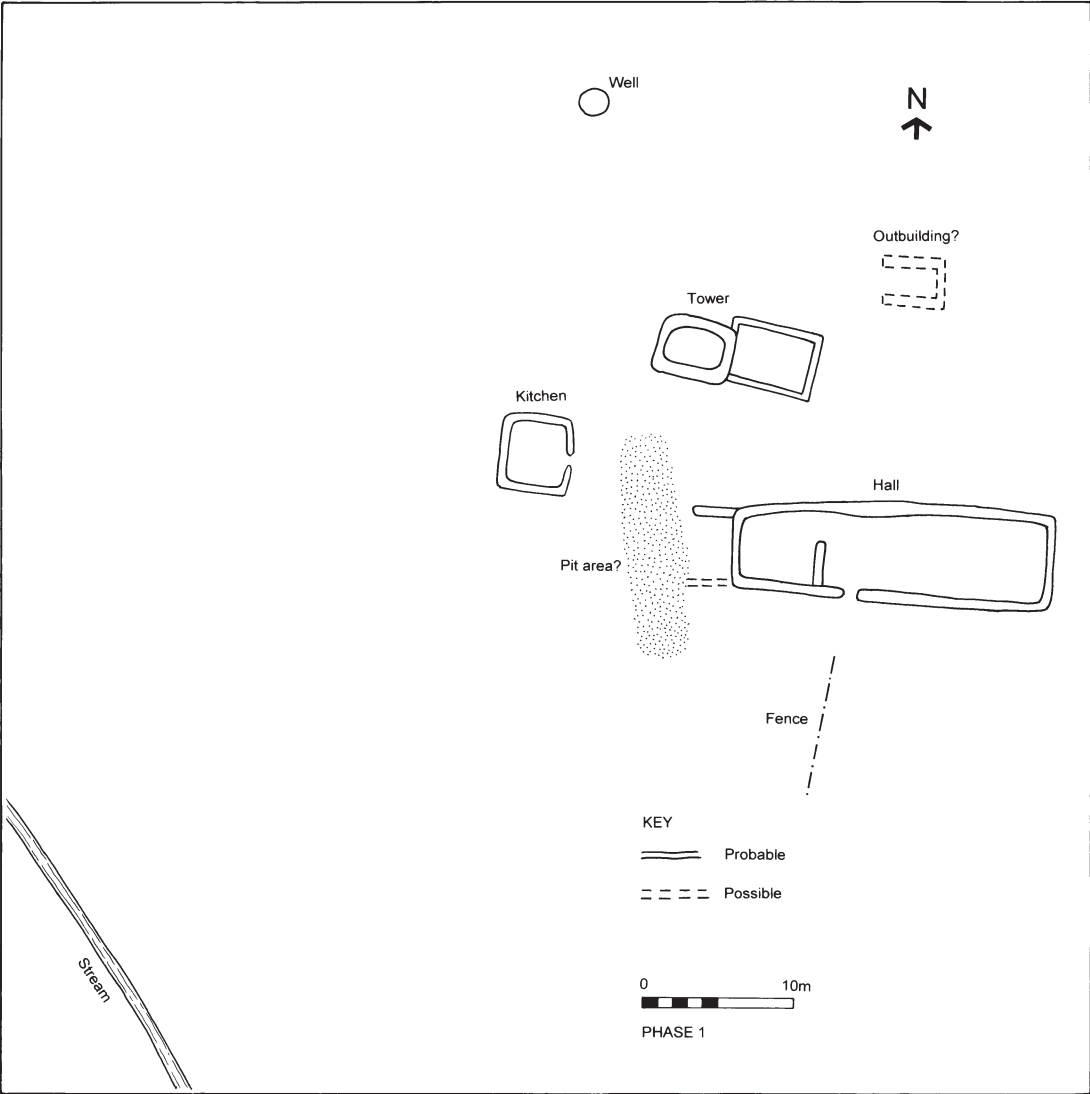 Well
N
Outbuilding?
Tower
Kitchen
Hall
Pit area?
Fence
KEY
Probable
Possible
Stream
0 10m
PHASE 1